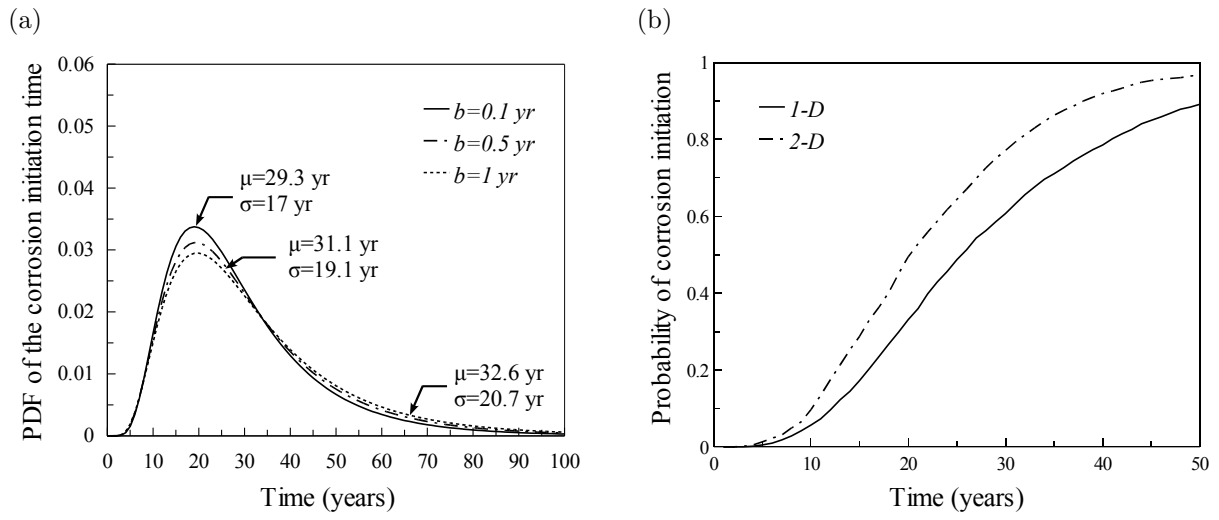 (a)
PDF of the corrosion initiation time
0.06
0.05
0.04
0.03
0.02
0.01
0
b=0.1 yr
b=0.5 yr
b=1 yr
μ=29.3 yr
σ=17 yr
μ=31.1 yr
σ=19.1 yr
μ=32.6 yr
σ=20.7 yr
0 10 20 30 40 50 60 70 80 90 100
Time (years)
(b)
Probability of corrosion initiation
1
0.8
0.6
0.4
0.2
0
1-D
2-D
0 10 20 30 40 50
Time (years)